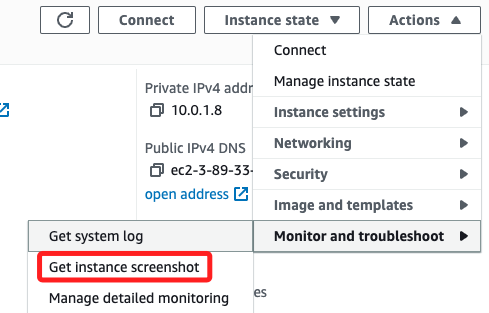 Connect
Instance state
Actions
Connect
Manage instance state
Private IPv4 addr
10.0.1.8
Instance settings
Networking
Public IPv4 DNS
ec2-3-89-33-
Security
open address
Image and templates
Get system log
Monitor and troubleshoot
Get instance screenshot
Manage detailed monitoring
es